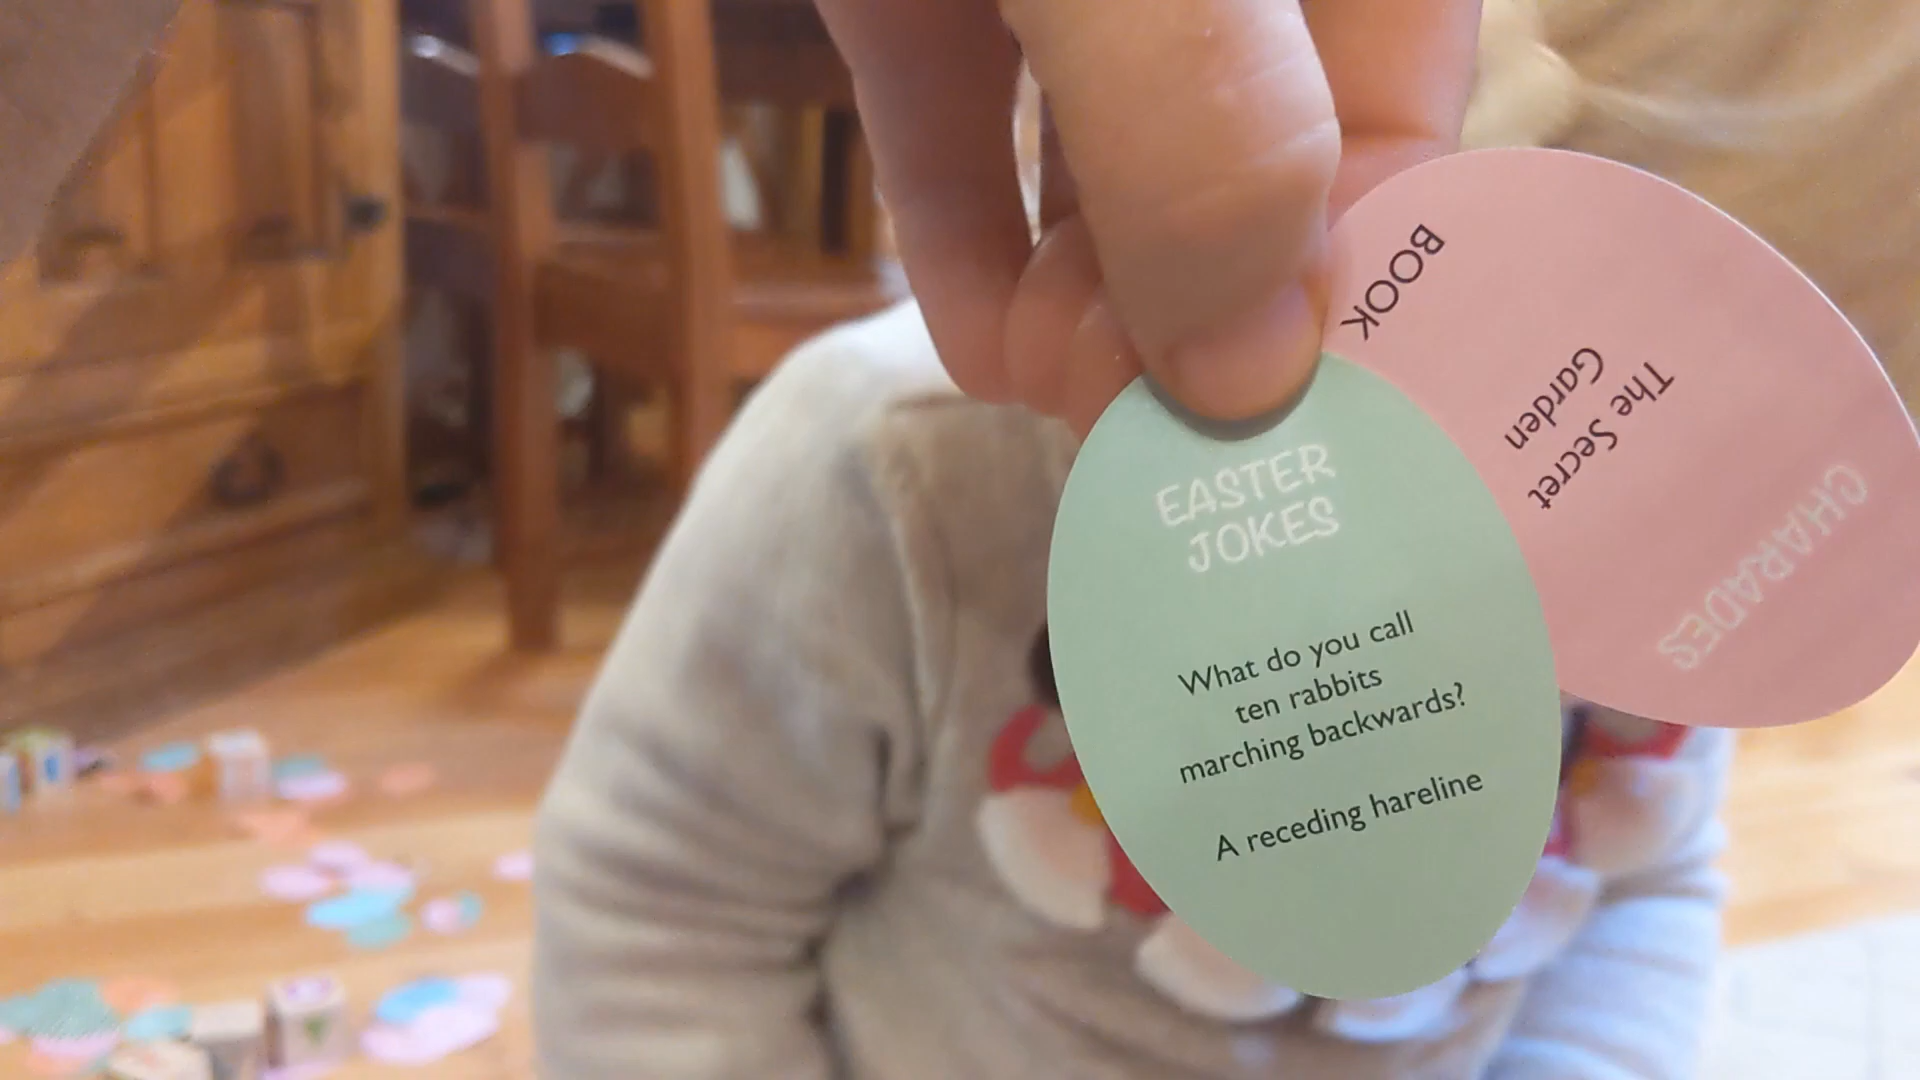 EASTER
JOKES
What do you call
ten rabbits
marching backwards?
A receding hareline
BOOK
The Secret
Garden
CHARADES